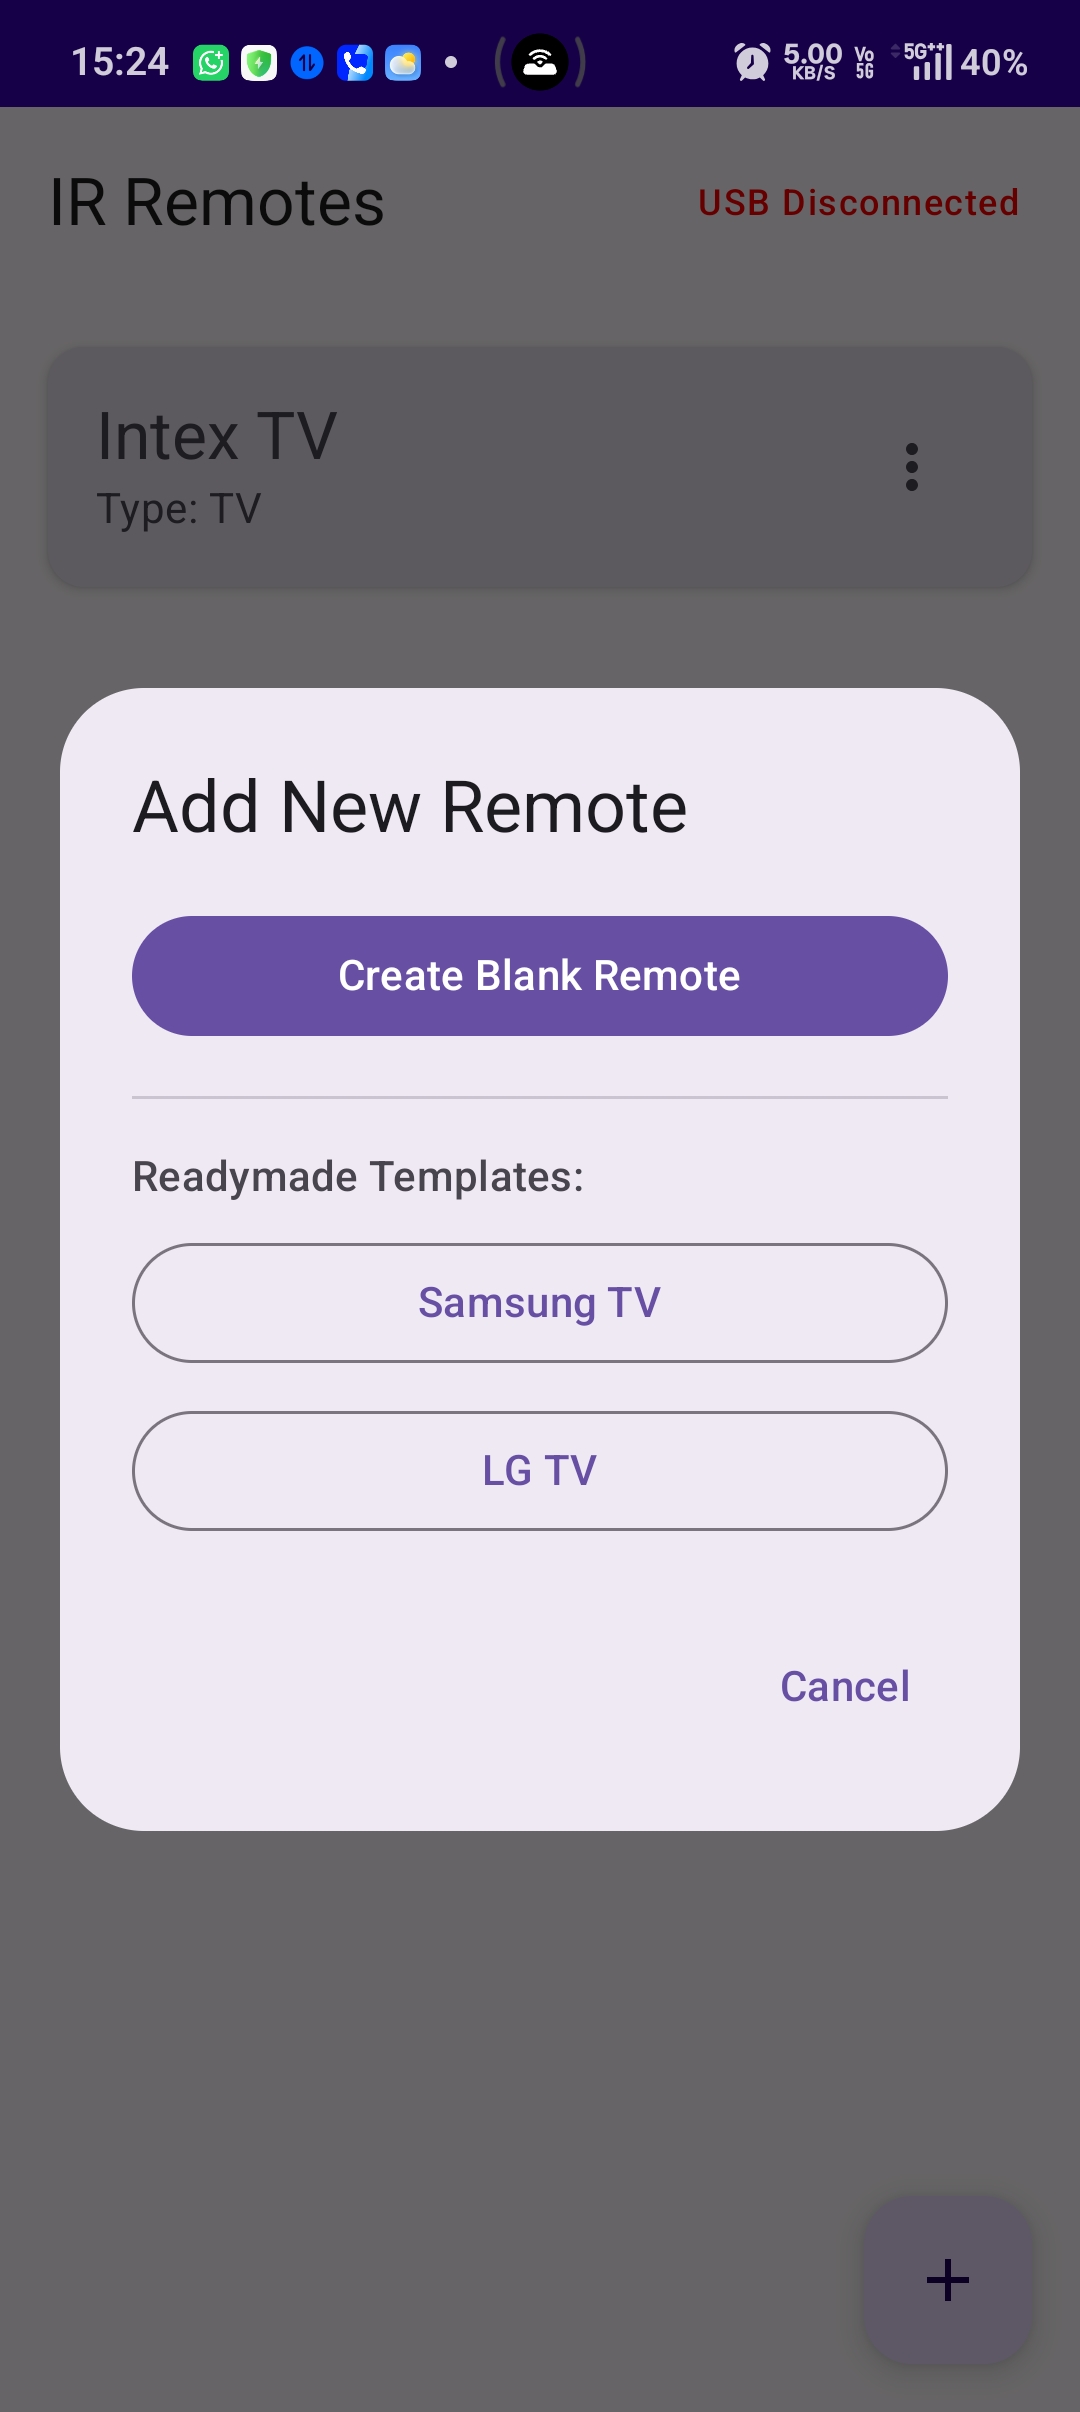 15:24 5.00 KB/S Vo 5G 5G++ 40%
IR Remotes USB Disconnected
Intex TV
Type: TV
Add New Remote
Create Blank Remote
Readymade Templates:
Samsung TV
LG TV
Cancel